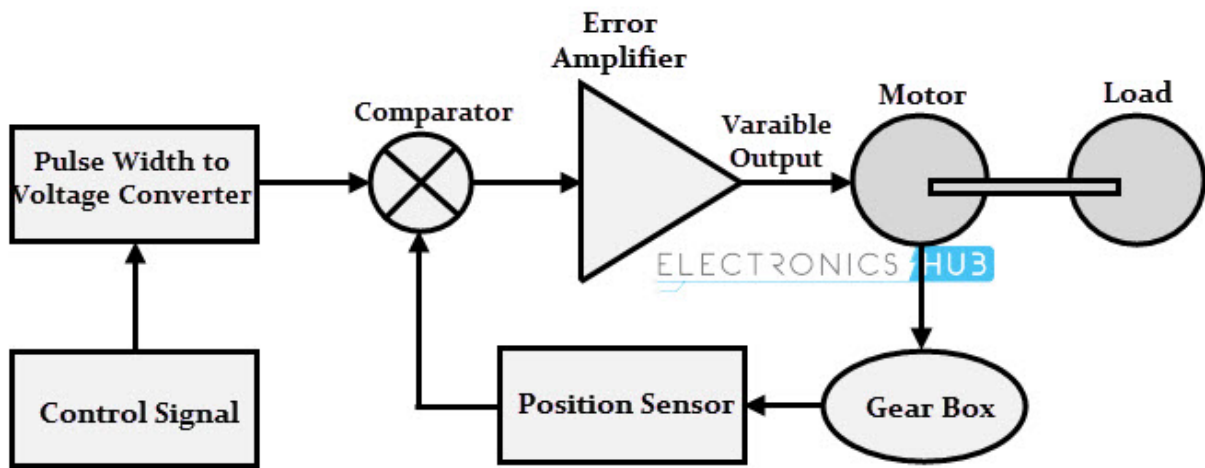 Error
Amplifier
Comparator
Motor
Load
Pulse Width to
Voltage Converter
Varaible
Output
ELECTRONICS HUB
Control Signal
Position Sensor
Gear Box